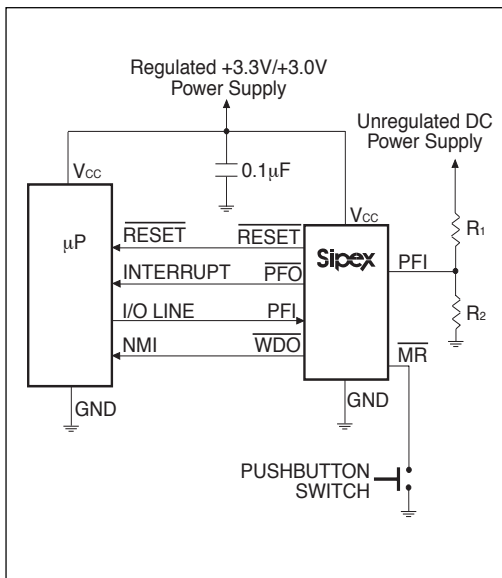 Regulated +3.3V/+3.0V
Power Supply
Unregulated DC
Power Supply
0.1µF
VCC
VCC
R1
µP
RESET
RESET
Sipex
INTERRUPT
PFO
PFI
I/O LINE
PFI
R2
NMI
WDO
MR
GND
GND
PUSHBUTTON
SWITCH